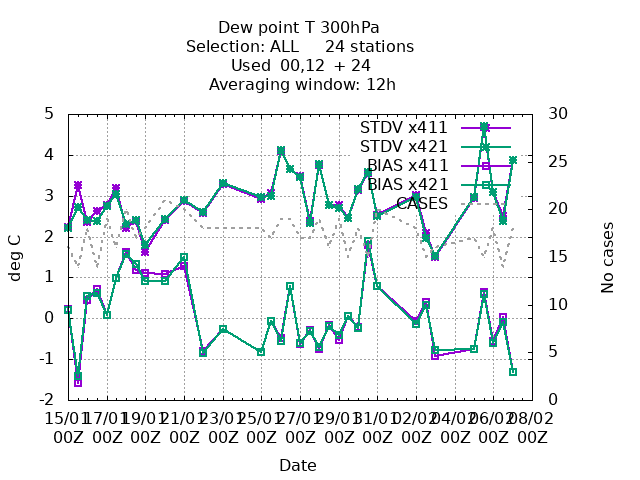 Dew point T 300hPa
Selection: ALL 24 stations
Used 00,12 + 24
Averaging window: 12h
5
4
3
2
1
0
-1
-2
deg C
30
25
20
15
10
5
0
No cases
STDV x411
STDV x421
BIAS x411
BIAS x421
CASES
15/01 17/01 19/01 21/01 23/01 25/01 27/01 29/01 31/01 02/02 04/02 06/02 08/02
00Z 00Z 00Z 00Z 00Z 00Z 00Z 00Z 00Z 00Z 00Z 00Z 00Z
Date